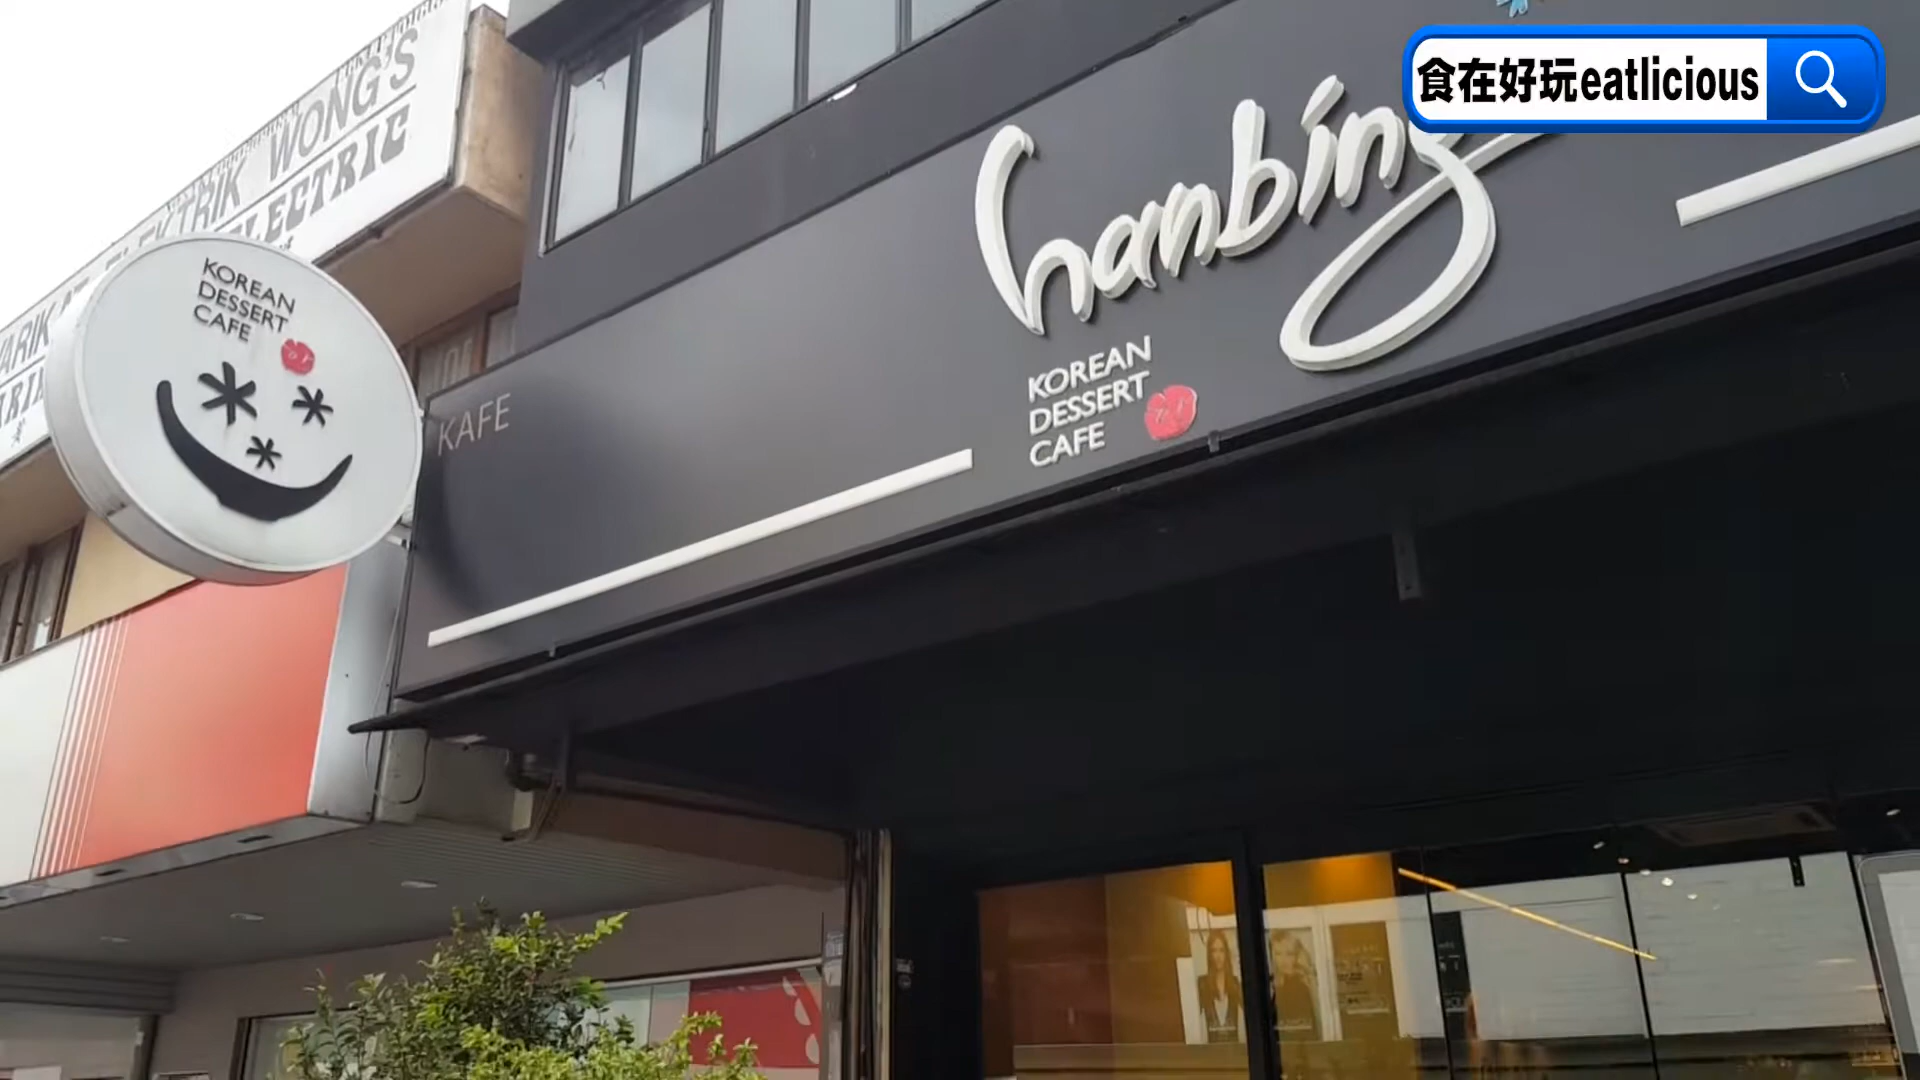 食在好玩eatlicious
WONG'S
ELEKTRIK
ELECTRIC
KOREAN
DESSERT
CAFE
KAFE
hanbing
KOREAN
DESSERT
CAFE